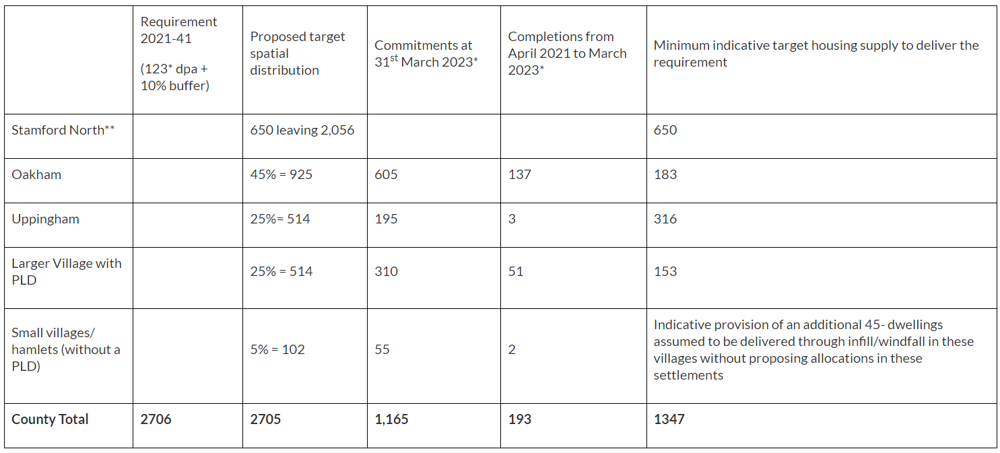 Requirement
2021-41
(123* dpa +
10% buffer)
Proposed target
spatial
distribution
Commitments at
31st March 2023*
Completions from
April 2021 to March
2023*
Minimum indicative target housing supply to deliver the
requirement
Stamford North**
650 leaving 2,056
650
Oakham
45% = 925
605
137
183
Uppingham
25%= 514
195
3
316
Larger Village with
PLD
25% = 514
310
51
153
Small villages/
hamlets (without a
PLD)
5% = 102
55
2
Indicative provision of an additional 45- dwellings
assumed to be delivered through infill/windfall in these
villages without proposing allocations in these
settlements
County Total
2706
2705
1,165
193
1347